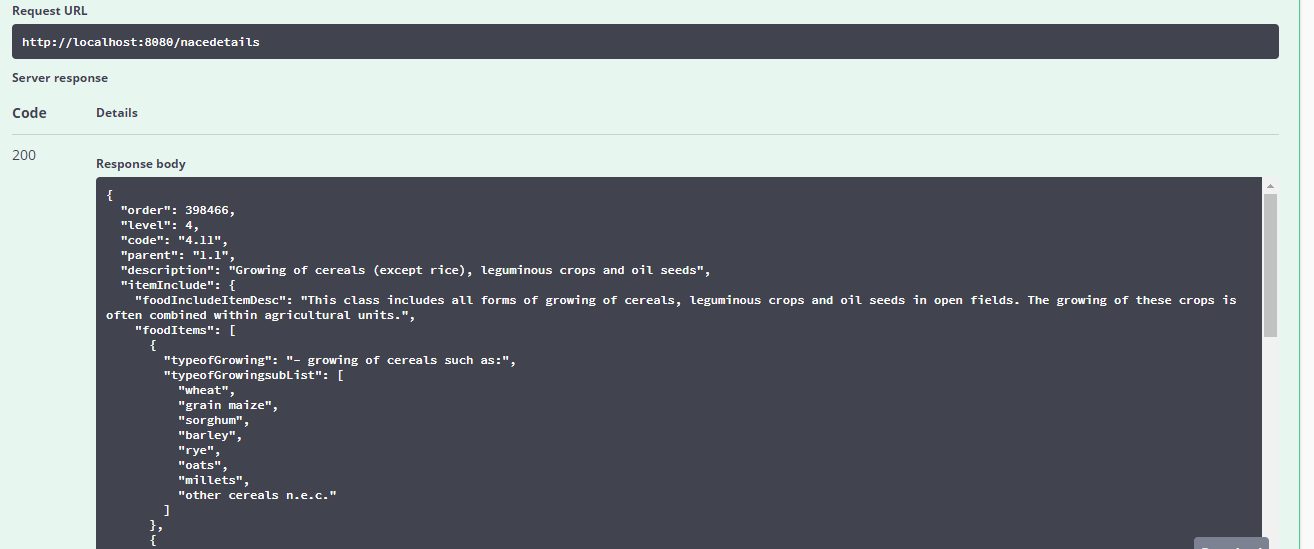 Request URL
http://localhost:8080/nacedetails
Server response
Code Details
200
Response body
{
"order": 398466,
"level": 4,
"code": "4.11",
"parent": "1.1",
"description": "Growing of cereals (except rice), leguminous crops and oil seeds",
"itemInclude": {
"foodIncludeItemDesc": "This class includes all forms of growing of cereals, leguminous crops and oil seeds in open fields. The growing of these crops is
often combined within agricultural units.",
"foodItems": [
{
"typeofGrowing": "- growing of cereals such as:",
"typeofGrowingsubList": [
"wheat",
"grain maize",
"sorghum",
"barley",
"rye",
"oats",
"millets",
"other cereals n.e.c."
]
},
{